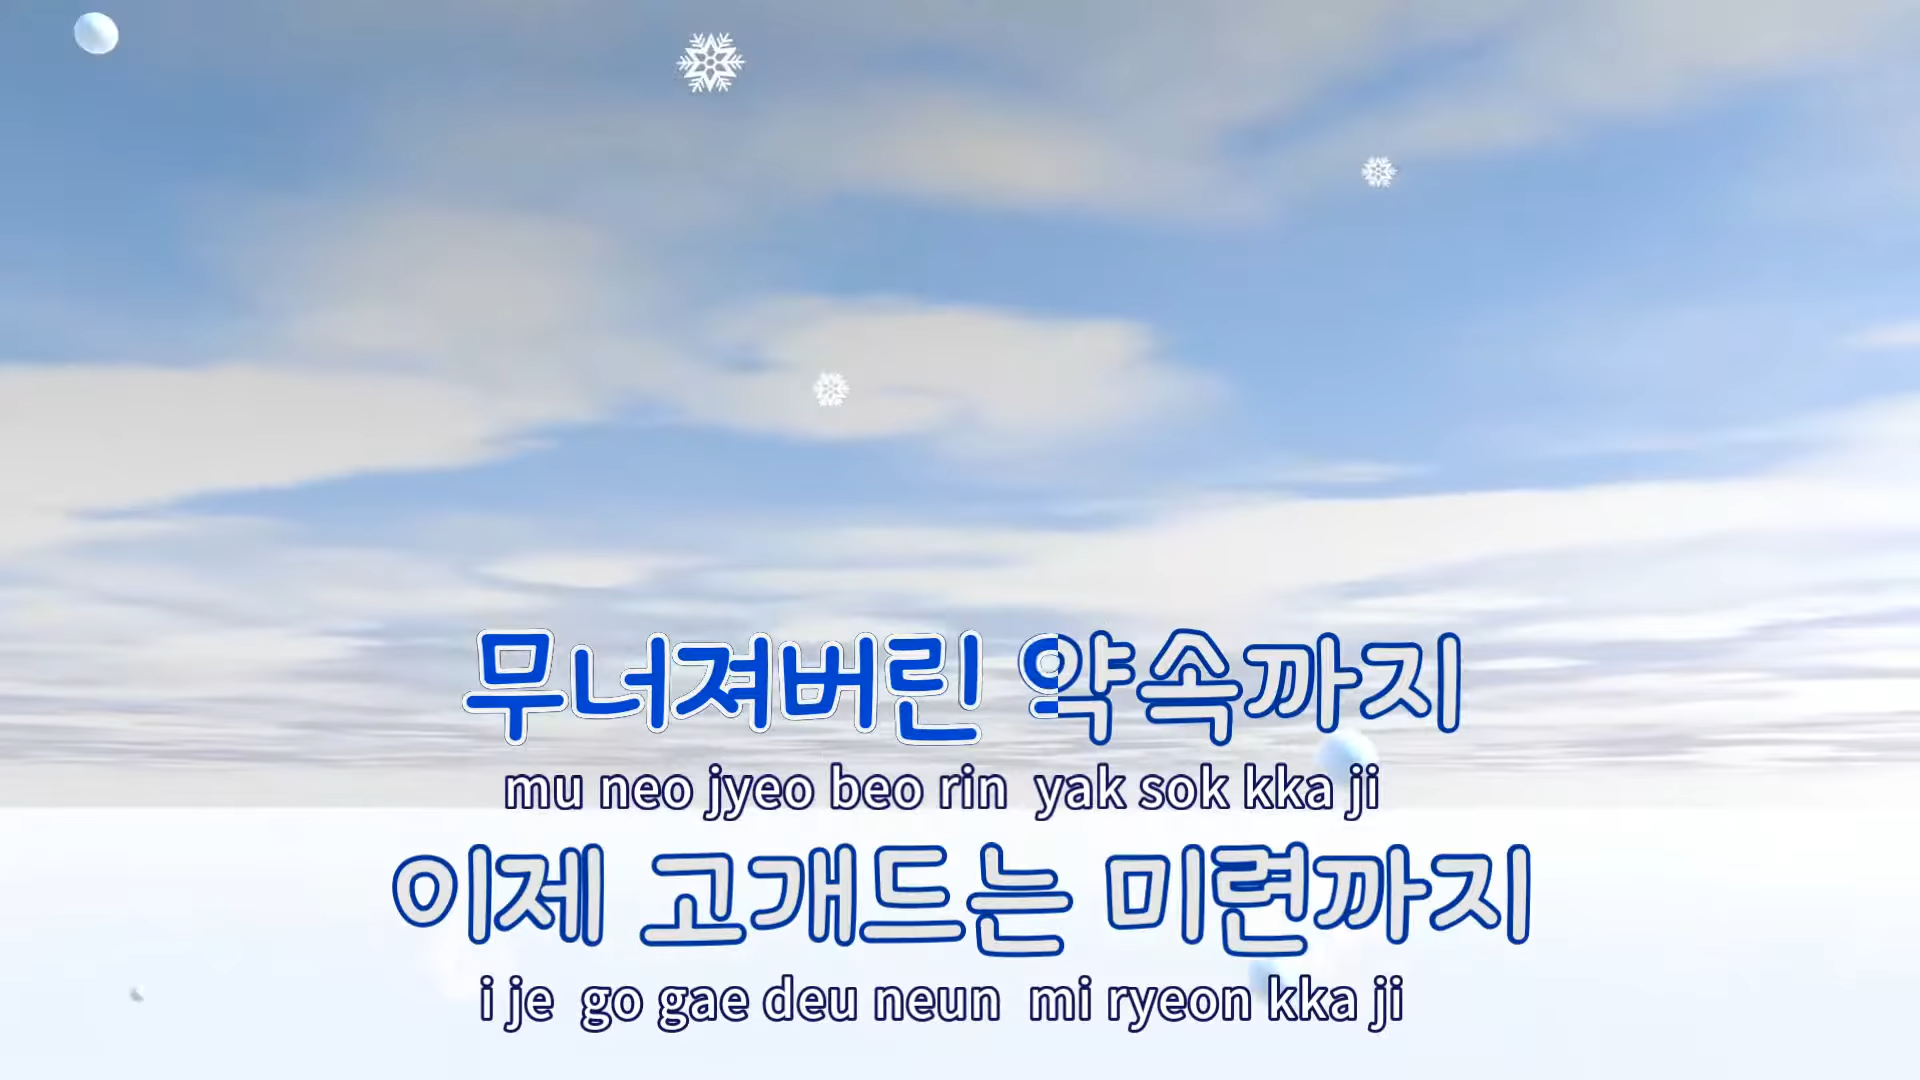 무너져버린 약속까지
mu neo jyeo beo rin yak sok kka ji
이제 고개드는 미련까지
i je go gae deu neun mi ryeon kka ji